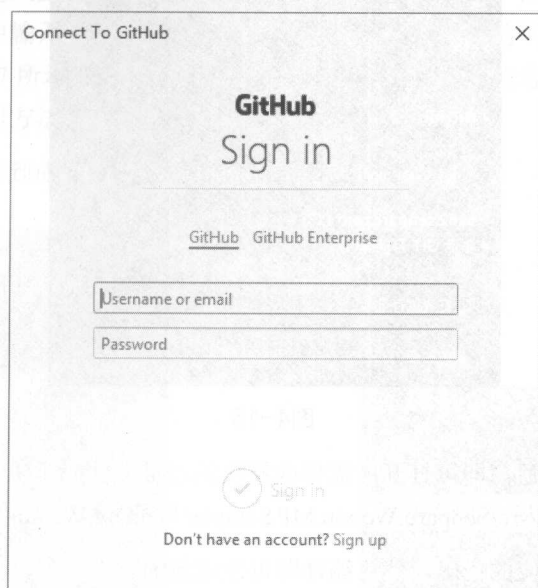 Connect To GitHub
GitHub
Sign in
GitHub GitHub Enterprise
Username or email
Password
Sign in
Don't have an account? Sign up